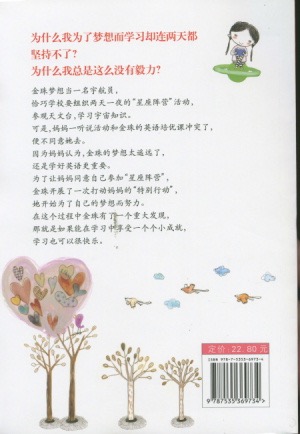 为什么我为了梦想而学习却连两天都
坚持不了?
为什么我总是这么没有毅力?
金珠梦想当一名宇航员,
恰巧学校要组织两天一夜的“星座阵营”活动,
参观天文台,学习宇宙知识。
可是,妈妈一听说活动和金珠的英语培优课冲突了,
便不同意她去。
因为妈妈认为,金珠的梦想太遥远了,
还是学好英语更重要。
为了让妈妈同意自己参加“星座阵营”,
金珠开展了一次打动妈妈的“特别行动”,
她开始为了自己的梦想而努力。
在这个过程中金珠有了一个重大发现,
那就是如果能在学习中享受一个个小成就,
学习也可以很快乐。
定价:22.80 元
ISBN 978-7-5353-6973-4
9 787535 369734 >